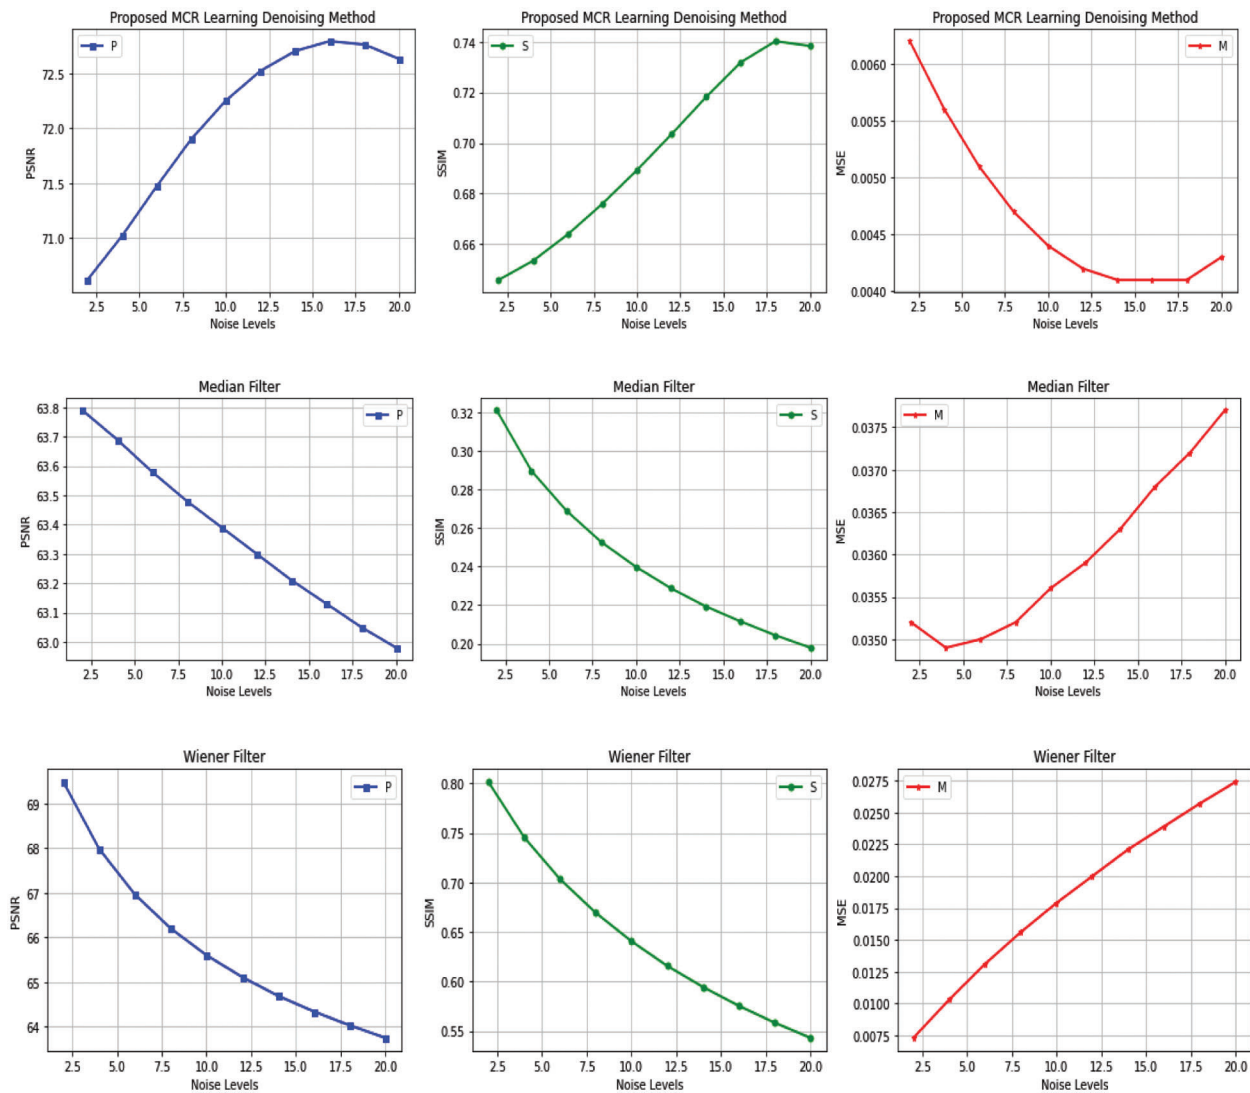 Proposed MCR Learning Denoising Method
P
PSNR
72.5
72.0
71.5
71.0
2.5 5.0 7.5 10.0 12.5 15.0 17.5 20.0
Noise Levels
Proposed MCR Learning Denoising Method
S
SSIM
0.74
0.72
0.70
0.68
0.66
2.5 5.0 7.5 10.0 12.5 15.0 17.5 20.0
Noise Levels
Proposed MCR Learning Denoising Method
M
MSE
0.0060
0.0055
0.0050
0.0045
0.0040
2.5 5.0 7.5 10.0 12.5 15.0 17.5 20.0
Noise Levels
Median Filter
P
PSNR
63.8
63.7
63.6
63.5
63.4
63.3
63.2
63.1
63.0
2.5 5.0 7.5 10.0 12.5 15.0 17.5 20.0
Noise Levels
Median Filter
S
SSIM
0.32
0.30
0.28
0.26
0.24
0.22
0.20
2.5 5.0 7.5 10.0 12.5 15.0 17.5 20.0
Noise Levels
Median Filter
M
MSE
0.0375
0.0370
0.0365
0.0360
0.0355
0.0350
2.5 5.0 7.5 10.0 12.5 15.0 17.5 20.0
Noise Levels
Wiener Filter
P
PSNR
69
68
67
66
65
64
2.5 5.0 7.5 10.0 12.5 15.0 17.5 20.0
Noise Levels
Wiener Filter
S
SSIM
0.80
0.75
0.70
0.65
0.60
0.55
2.5 5.0 7.5 10.0 12.5 15.0 17.5 20.0
Noise Levels
Wiener Filter
M
MSE
0.0275
0.0250
0.0225
0.0200
0.0175
0.0150
0.0125
0.0100
0.0075
2.5 5.0 7.5 10.0 12.5 15.0 17.5 20.0
Noise Levels